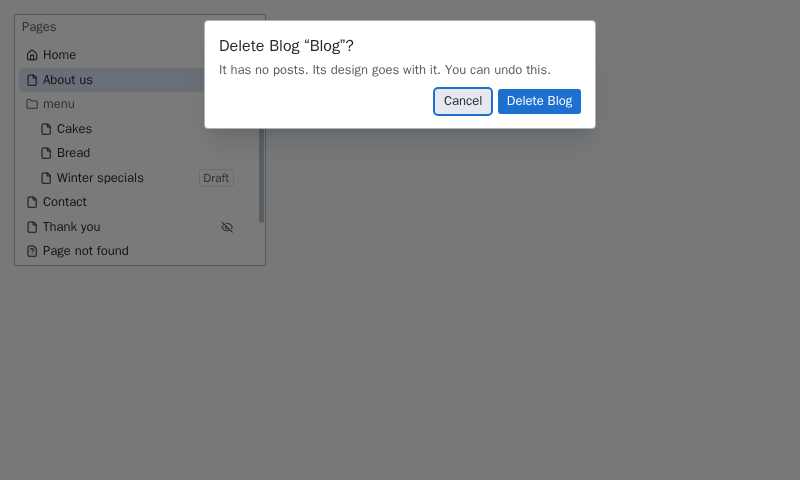 Pages
Home
About us
menu
Cakes
Bread
Winter specials Draft
Contact
Thank you
Page not found
Delete Blog “Blog”?
It has no posts. Its design goes with it. You can undo this.
Cancel Delete Blog